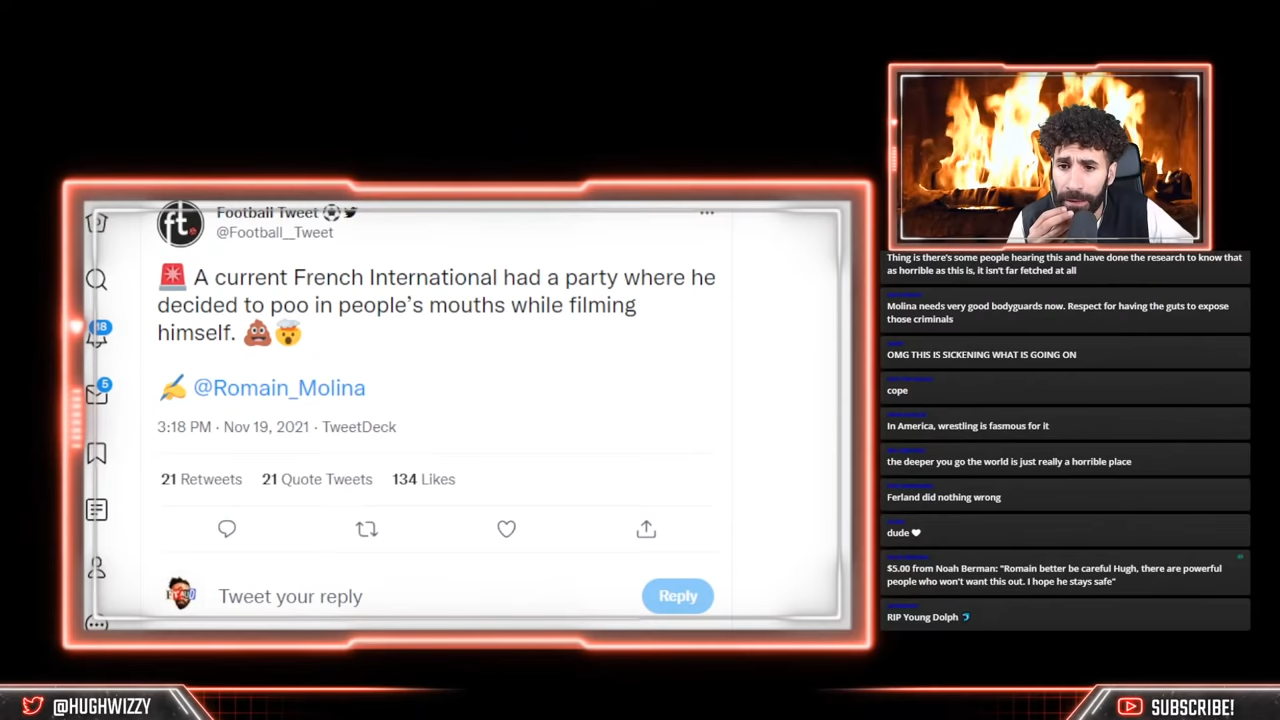 ft
Football Tweet
@Football__Tweet
🚨 A current French International had a party where he
decided to poo in people’s mouths while filming
himself. 💩🤯
✍️ @Romain_Molina
3:18 PM · Nov 19, 2021 · TweetDeck
21 Retweets 21 Quote Tweets 134 Likes
Tweet your reply
Reply
18
5
Thing is there's some people hearing this and have done the research to know that
as horrible as this is, it isn't far fetched at all
Molina needs very good bodyguards now. Respect for having the guts to expose
those criminals
OMG THIS IS SICKENING WHAT IS GOING ON
cope
In America, wrestling is fasmous for it
the deeper you go the world is just really a horrible place
Ferland did nothing wrong
dude ❤
$5.00 from Noah Berman: "Romain better be careful Hugh, there are powerful
people who won't want this out. I hope he stays safe"
RIP Young Dolph
@HUGHWIZZY
SUBSCRIBE!